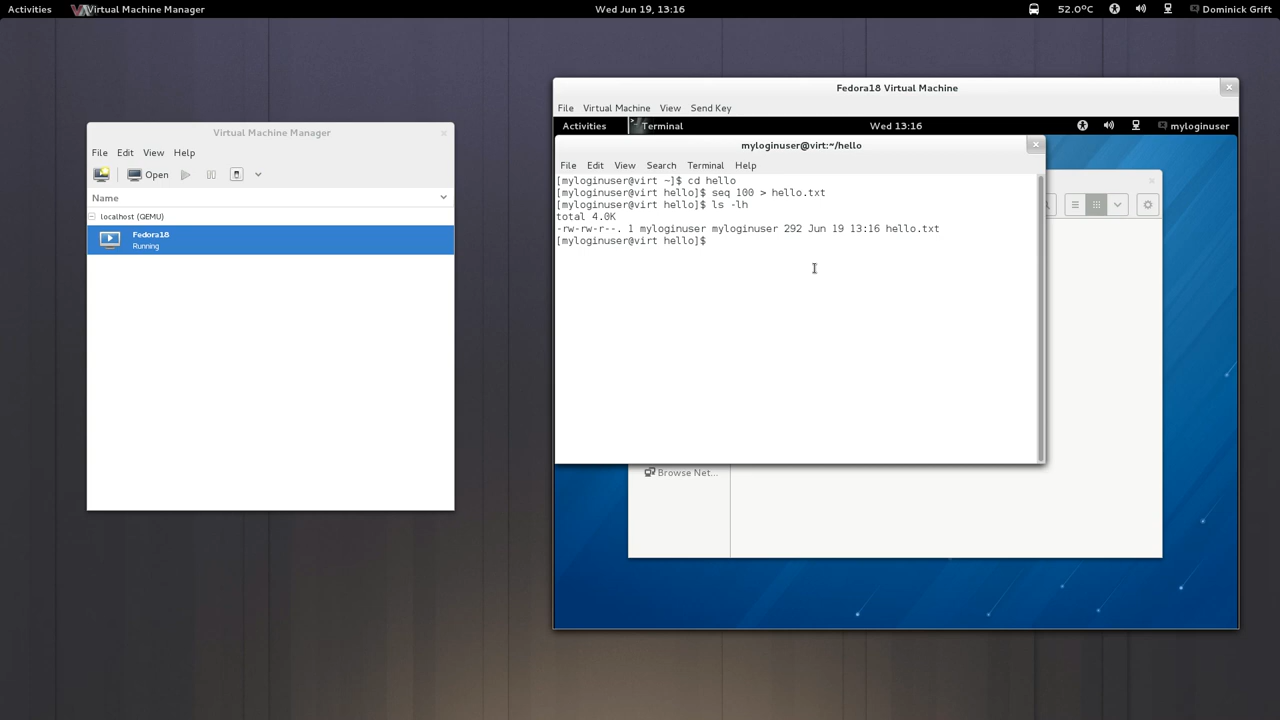 Activities Virtual Machine Manager Wed Jun 19, 13:16 52.0°C Dominick Grift
Virtual Machine Manager
File Edit View Help
Open
Name
localhost (QEMU)
Fedora18
Running
Fedora18 Virtual Machine
File Virtual Machine View Send Key
Activities Terminal Wed 13:16 myloginuser
myloginuser@virt:~/hello
File Edit View Search Terminal Help
[myloginuser@virt ~]$ cd hello
[myloginuser@virt hello]$ seq 100 > hello.txt
[myloginuser@virt hello]$ ls -lh
total 4.0K
-rw-rw-r--. 1 myloginuser myloginuser 292 Jun 19 13:16 hello.txt
[myloginuser@virt hello]$
Browse Net...